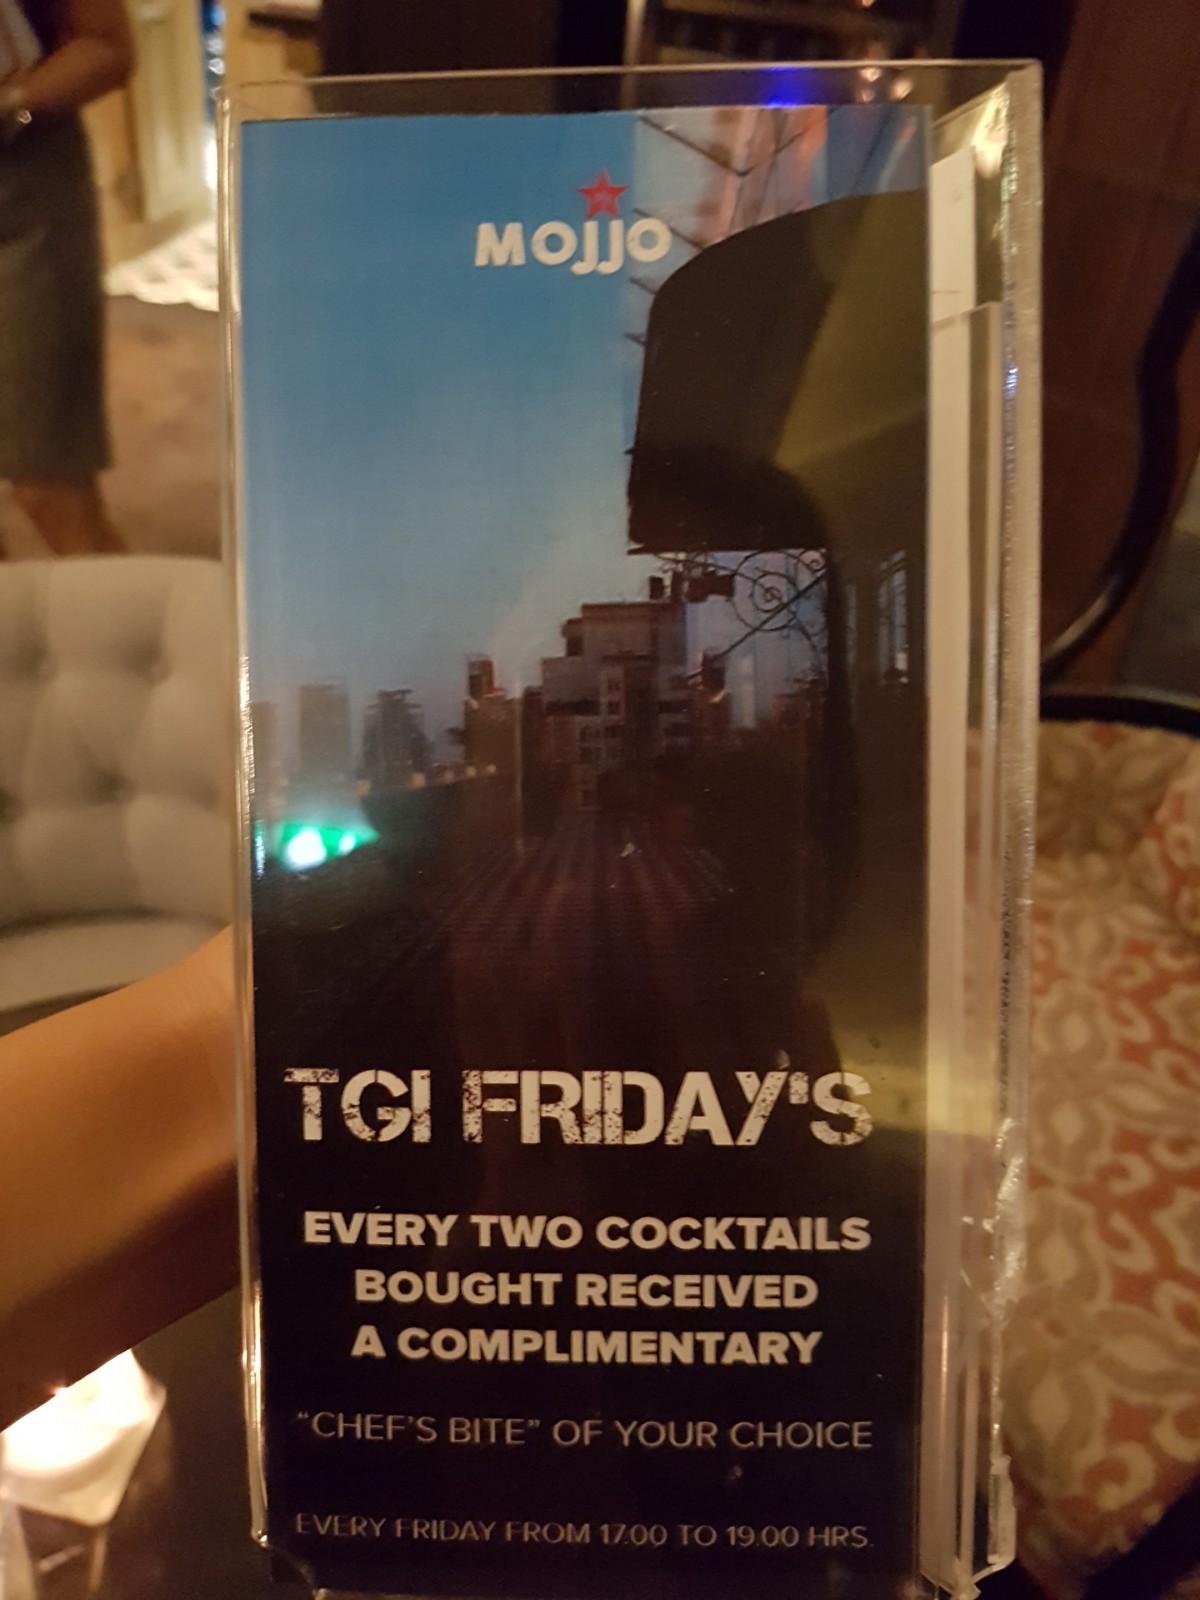 MOJJO
TGI FRIDAY'S
EVERY TWO COCKTAILS
BOUGHT RECEIVED
A COMPLIMENTARY
“CHEF'S BITE” OF YOUR CHOICE
EVERY FRIDAY FROM 17.00 TO 19.00 HRS.